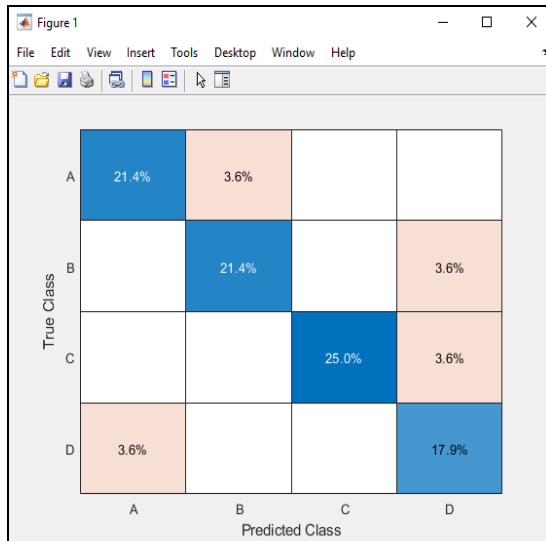 Figure 1
File Edit View Insert Tools Desktop Window Help
A 21.4% 3.6%
B 21.4% 3.6%
C 25.0% 3.6%
D 3.6% 17.9%
True Class
A B C D
Predicted Class